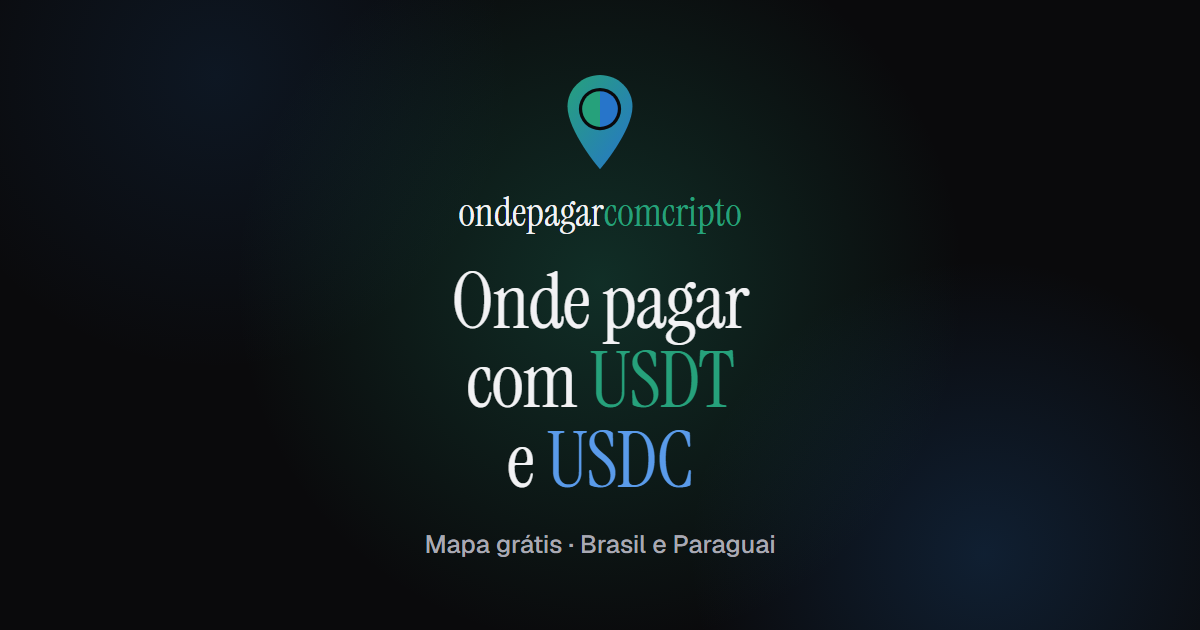 ondepagarcomcripto
Onde pagar
com USDT
e USDC
Mapa grátis · Brasil e Paraguai